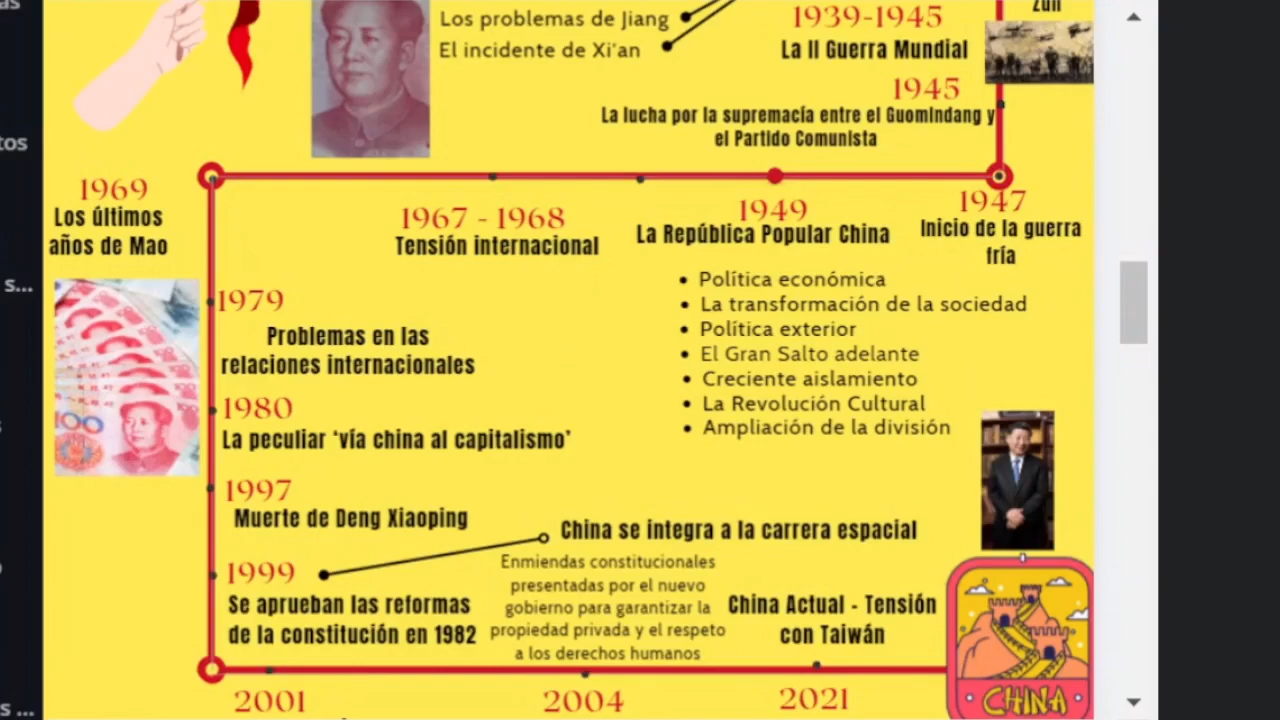 as
Los problemas de Jiang
El incidente de Xi'an
1939-1945
La II Guerra Mundial
Zun
1945
La lucha por la supremacía entre el Guomindang y
el Partido Comunista
tos
1969
Los últimos
años de Mao
1967 - 1968
Tensión internacional
1949
La República Popular China
1947
Inicio de la guerra
fría
Política económica
La transformación de la sociedad
Política exterior
El Gran Salto adelante
Creciente aislamiento
La Revolución Cultural
Ampliación de la división
s...
1979
Problemas en las
relaciones internacionales
100
1980
La peculiar 'vía china al capitalismo'
1997
Muerte de Deng Xiaoping
China se integra a la carrera espacial
1999
Se aprueban las reformas
de la constitución en 1982
Enmiendas constitucionales
presentadas por el nuevo
gobierno para garantizar la
propiedad privada y el respeto
a los derechos humanos
China Actual - Tensión
con Taiwán
CHINA
s ...
2001
2004
2021